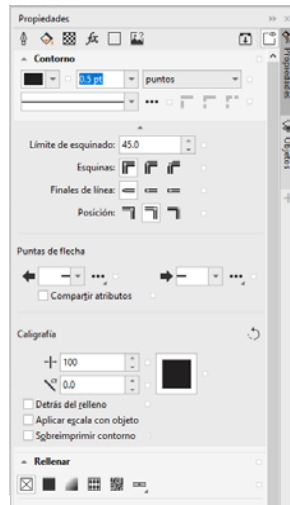 Propiedades
Contorno
0.5 pt puntos
Límite de esquinado: 45.0
Esquinas:
Finales de línea:
Posición:
Puntas de flecha
Compartir atributos
Caligrafía
100
0.0
Detrás del relleno
Aplicar escala con objeto
Sobreimprimir contorno
Rellenar
Propiedades
Objetos